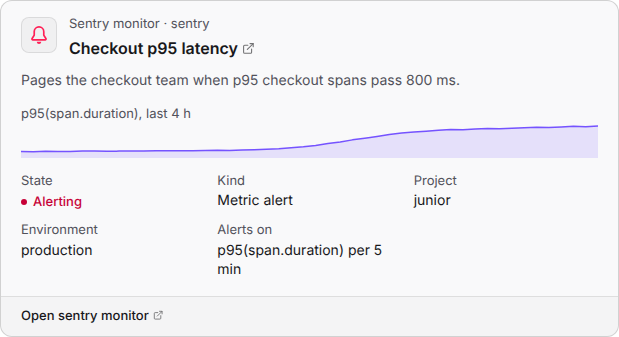 Sentry monitor · sentry
Checkout p95 latency
Pages the checkout team when p95 checkout spans pass 800 ms.
p95(span.duration), last 4 h
State
Alerting
Kind
Metric alert
Project
junior
Environment
production
Alerts on
p95(span.duration) per 5
min
Open sentry monitor